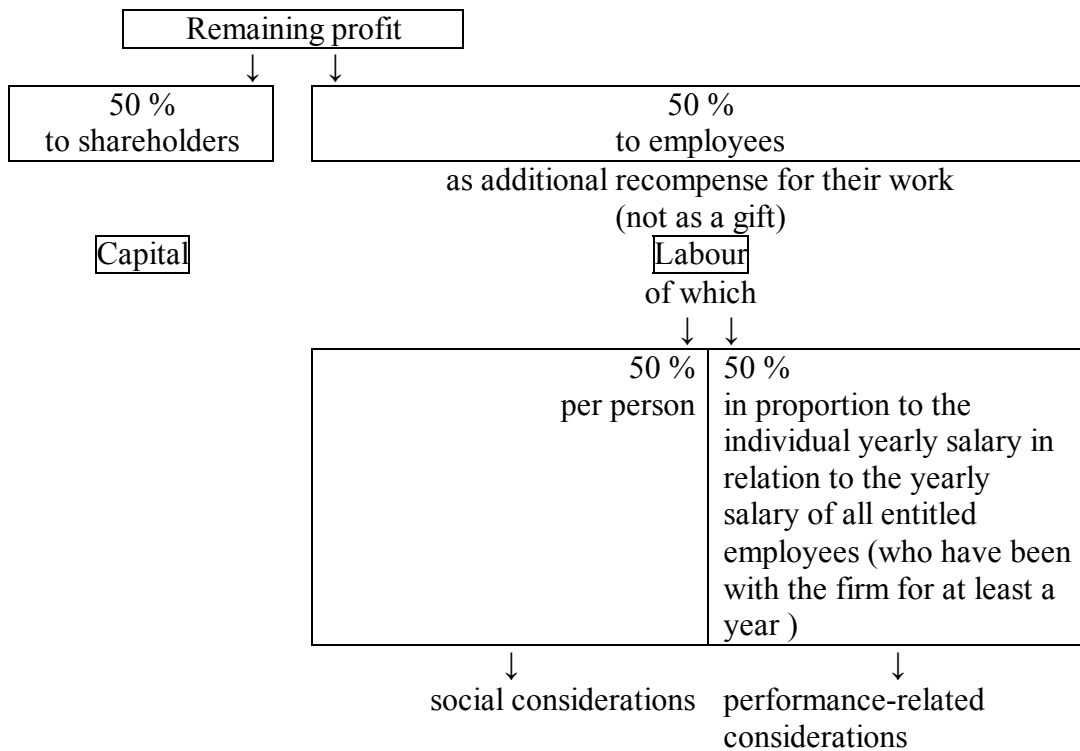 Remaining profit
↓ ↓
50 %
to shareholders
50 %
to employees
as additional recompense for their work
(not as a gift)
Capital
Labour
of which
↓ ↓
50 %
per person
50 %
in proportion to the
individual yearly salary in
relation to the yearly
salary of all entitled
employees (who have been
with the firm for at least a
year )
↓
social considerations
↓
performance-related
considerations